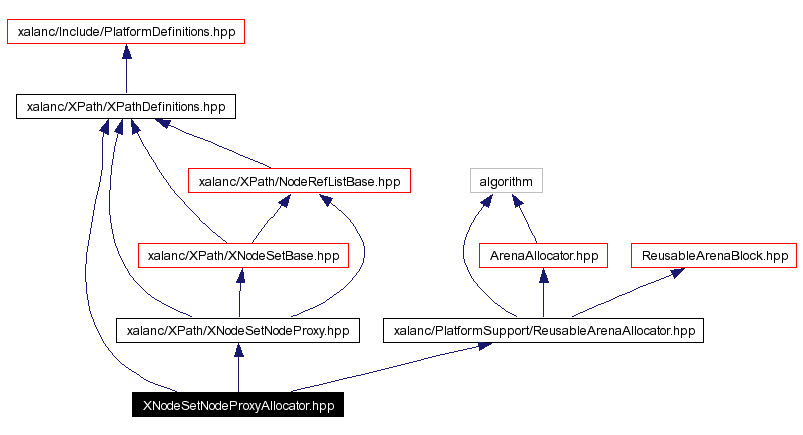 xalanc/Include/PlatformDefinitions.hpp
xalanc/XPath/XPathDefinitions.hpp
xalanc/XPath/NodeRefListBase.hpp
algorithm
xalanc/XPath/XNodeSetBase.hpp
ArenaAllocator.hpp
ReusableArenaBlock.hpp
xalanc/XPath/XNodeSetNodeProxy.hpp
xalanc/PlatformSupport/ReusableArenaAllocator.hpp
XNodeSetNodeProxyAllocator.hpp